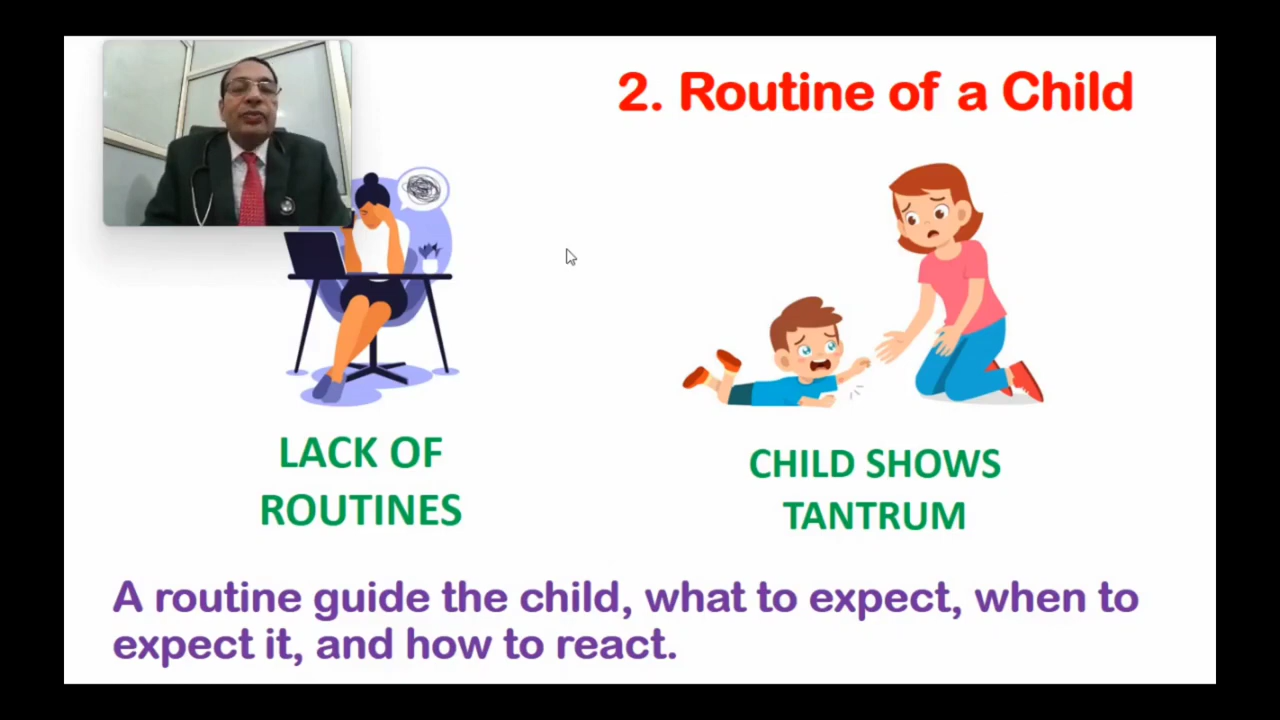 2. Routine of a Child
LACK OF
ROUTINES
CHILD SHOWS
TANTRUM
A routine guide the child, what to expect, when to
expect it, and how to react.